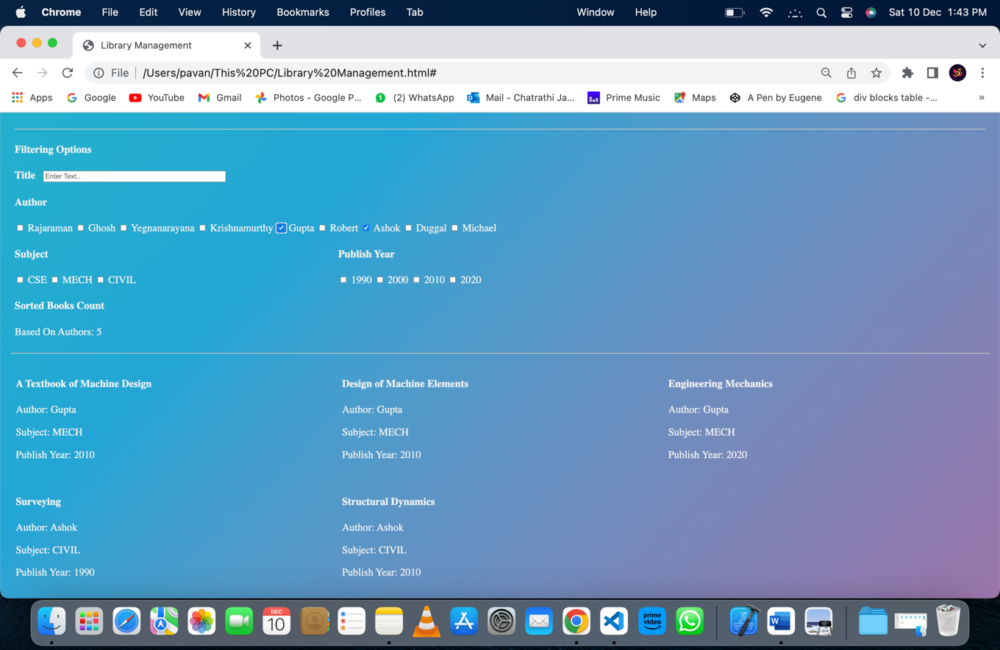 Chrome File Edit View History Bookmarks Profiles Tab Window Help Sat 10 Dec 1:43 PM
Library Management
File /Users/pavan/This%20PC/Library%20Management.html#
Apps Google YouTube Gmail Photos - Google P... (2) WhatsApp Mail - Chatrathi Ja... Prime Music Maps A Pen by Eugene div blocks table -... »
Filtering Options
Title Enter Text..
Author
Rajaraman Ghosh Yegnanarayana Krishnamurthy Gupta Robert Ashok Duggal Michael
Subject Publish Year
CSE MECH CIVIL 1990 2000 2010 2020
Sorted Books Count
Based On Authors: 5
A Textbook of Machine Design Design of Machine Elements Engineering Mechanics
Author: Gupta Author: Gupta Author: Gupta
Subject: MECH Subject: MECH Subject: MECH
Publish Year: 2010 Publish Year: 2010 Publish Year: 2020
Surveying Structural Dynamics
Author: Ashok Author: Ashok
Subject: CIVIL Subject: CIVIL
Publish Year: 1990 Publish Year: 2010
DEC
10
prime
video
W